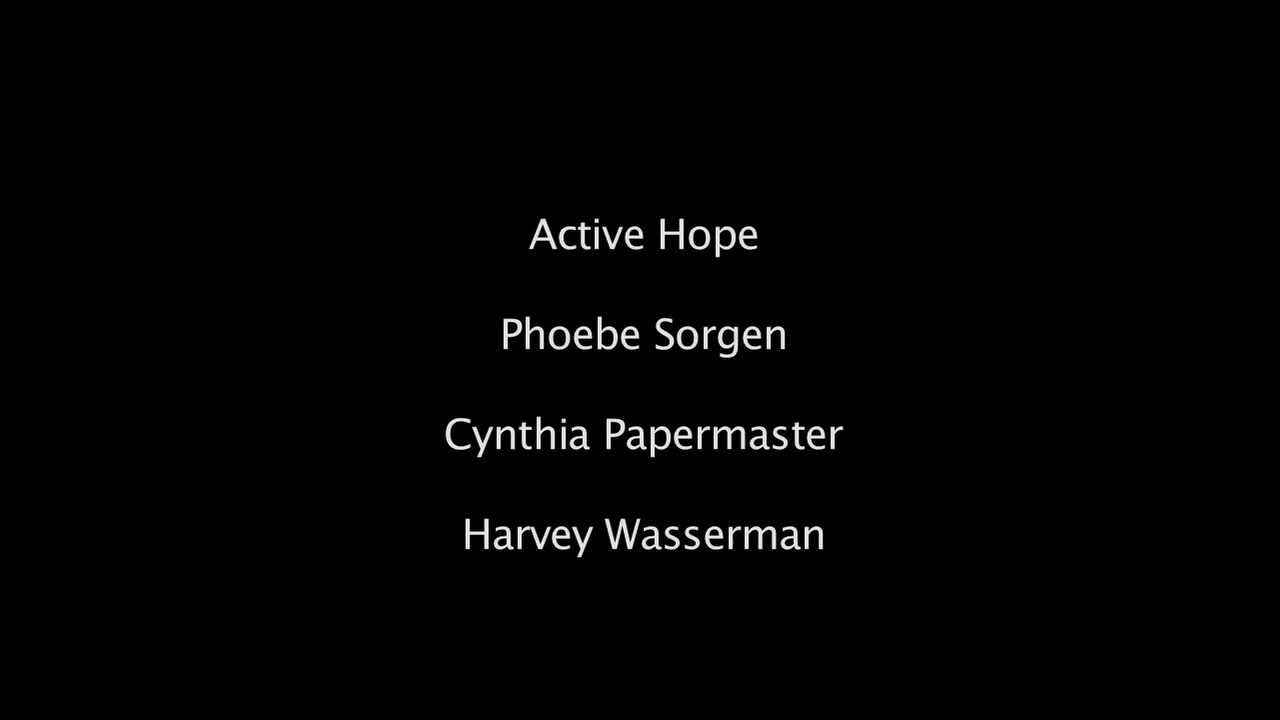 Active Hope
Phoebe Sorgen
Cynthia Papermaster
Harvey Wasserman